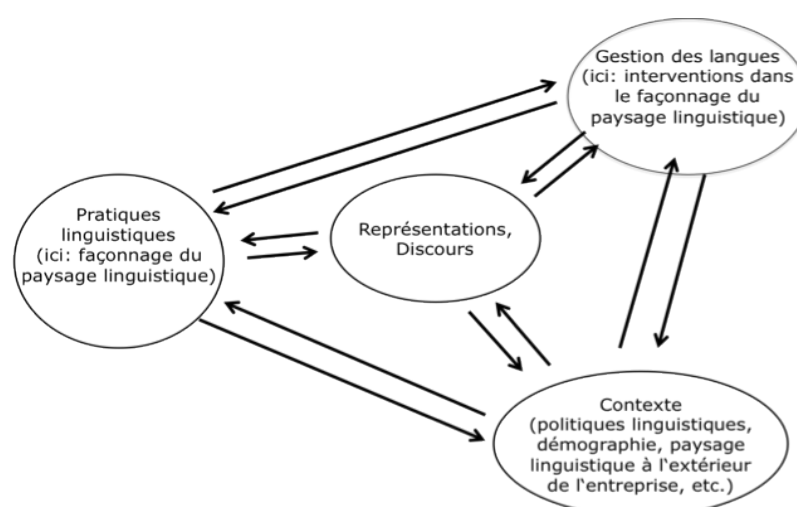 Gestion des langues
(ici: interventions dans
le façonnage du
paysage linguistique)
Pratiques
linguistiques
(ici: façonnage du
paysage linguistique)
Représentations,
Discours
Contexte
(politiques linguistiques,
démographie, paysage
linguistique à l'extérieur
de l'entreprise, etc.)